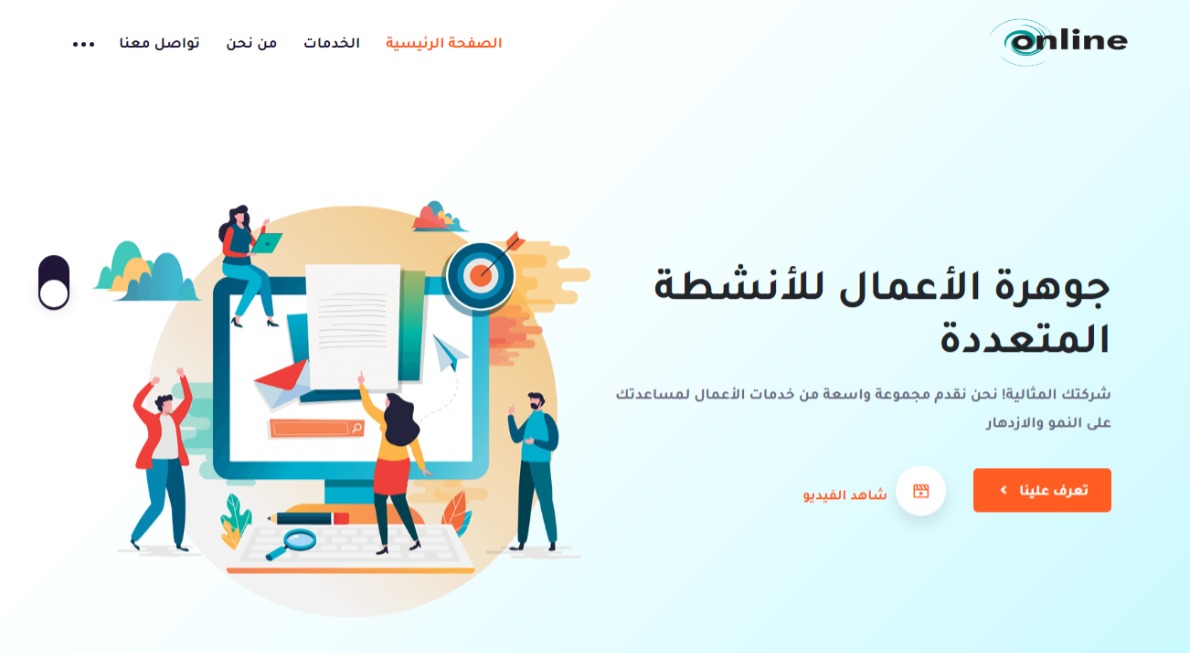 online
الصفحة الرئيسية
الخدمات
من نحن
تواصل معنا
جوهرة الأعمال للأنشطة
المتعددة
شركتك المثالية! نحن نقدم مجموعة واسعة من خدمات الأعمال لمساعدتك
على النمو والازدهار
تعرف علينا
شاهد الفيديو